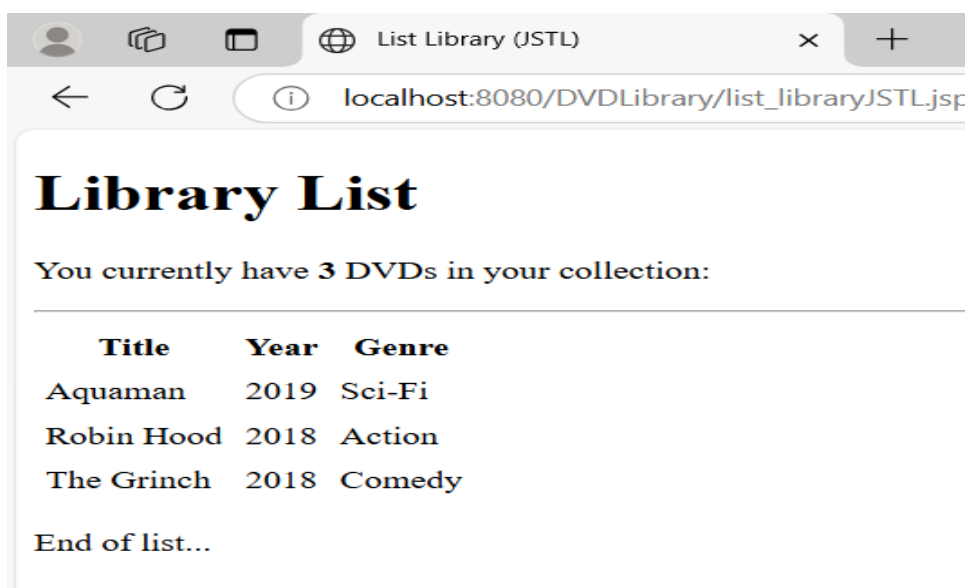 List Library (JSTL)
localhost:8080/DVDLibrary/list_libraryJSTL.jsp
Library List
You currently have 3 DVDs in your collection:
Title Year Genre
Aquaman 2019 Sci-Fi
Robin Hood 2018 Action
The Grinch 2018 Comedy
End of list...